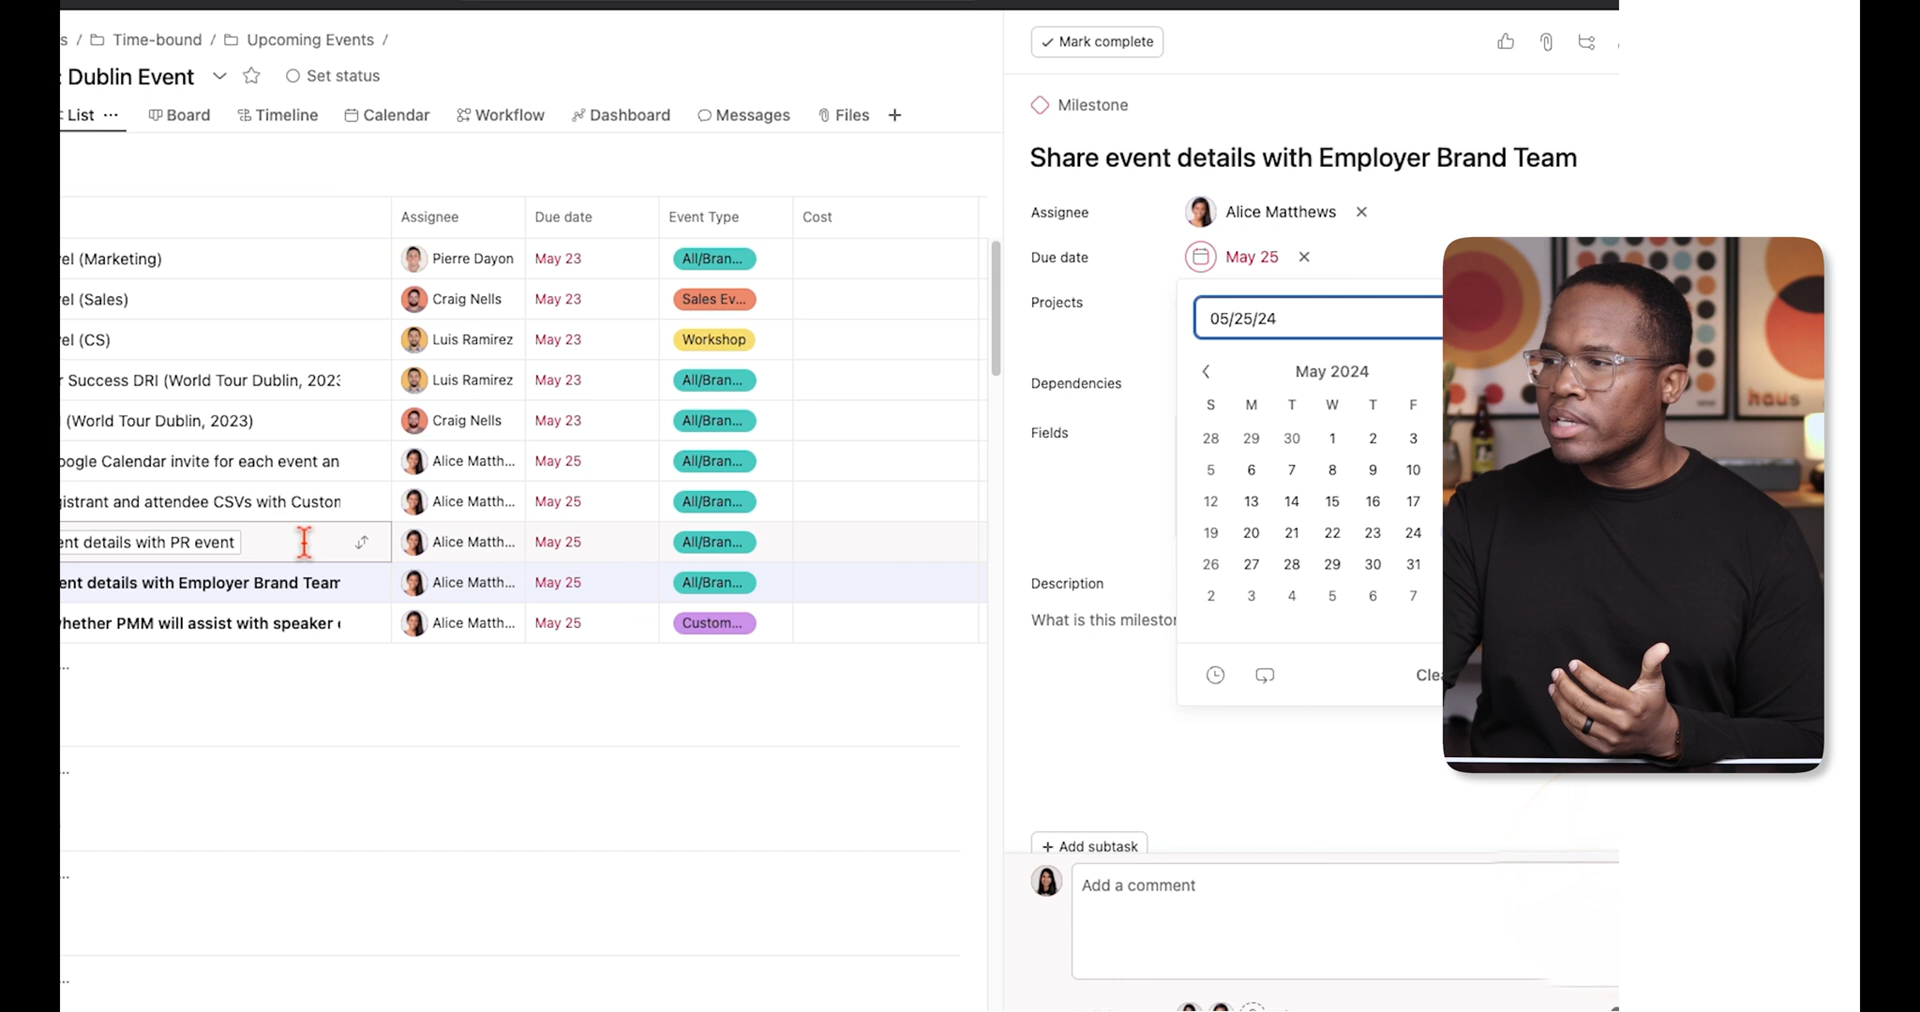 s / Time-bound / Upcoming Events /
: Dublin Event Set status
List ... Board Timeline Calendar Workflow Dashboard Messages Files +
Assignee Due date Event Type Cost
el (Marketing) Pierre Dayon May 23 All/Bran...
el (Sales) Craig Nells May 23 Sales Ev...
el (CS) Luis Ramirez May 23 Workshop
r Success DRI (World Tour Dublin, 202 Luis Ramirez May 23 All/Bran...
(World Tour Dublin, 2023) Craig Nells May 23 All/Bran...
oogle Calendar invite for each event an Alice Matth... May 25 All/Bran...
gistrant and attendee CSVs with Custon Alice Matth... May 25 All/Bran...
ent details with PR event Alice Matth... May 25 All/Bran...
ent details with Employer Brand Team Alice Matth... May 25 All/Bran...
hether PMM will assist with speaker Alice Matth... May 25 Custom...
...
...
...
...
Mark complete
Milestone
Share event details with Employer Brand Team
Assignee Alice Matthews
Due date May 25
Projects
05/25/24
May 2024
S M T W T F
28 29 30 1 2 3
5 6 7 8 9 10
12 13 14 15 16 17
19 20 21 22 23 24
26 27 28 29 30 31
2 3 4 5 6 7
Dependencies
Fields
Description
What is this milestor
Clea
haus
+ Add subtask
Add a comment